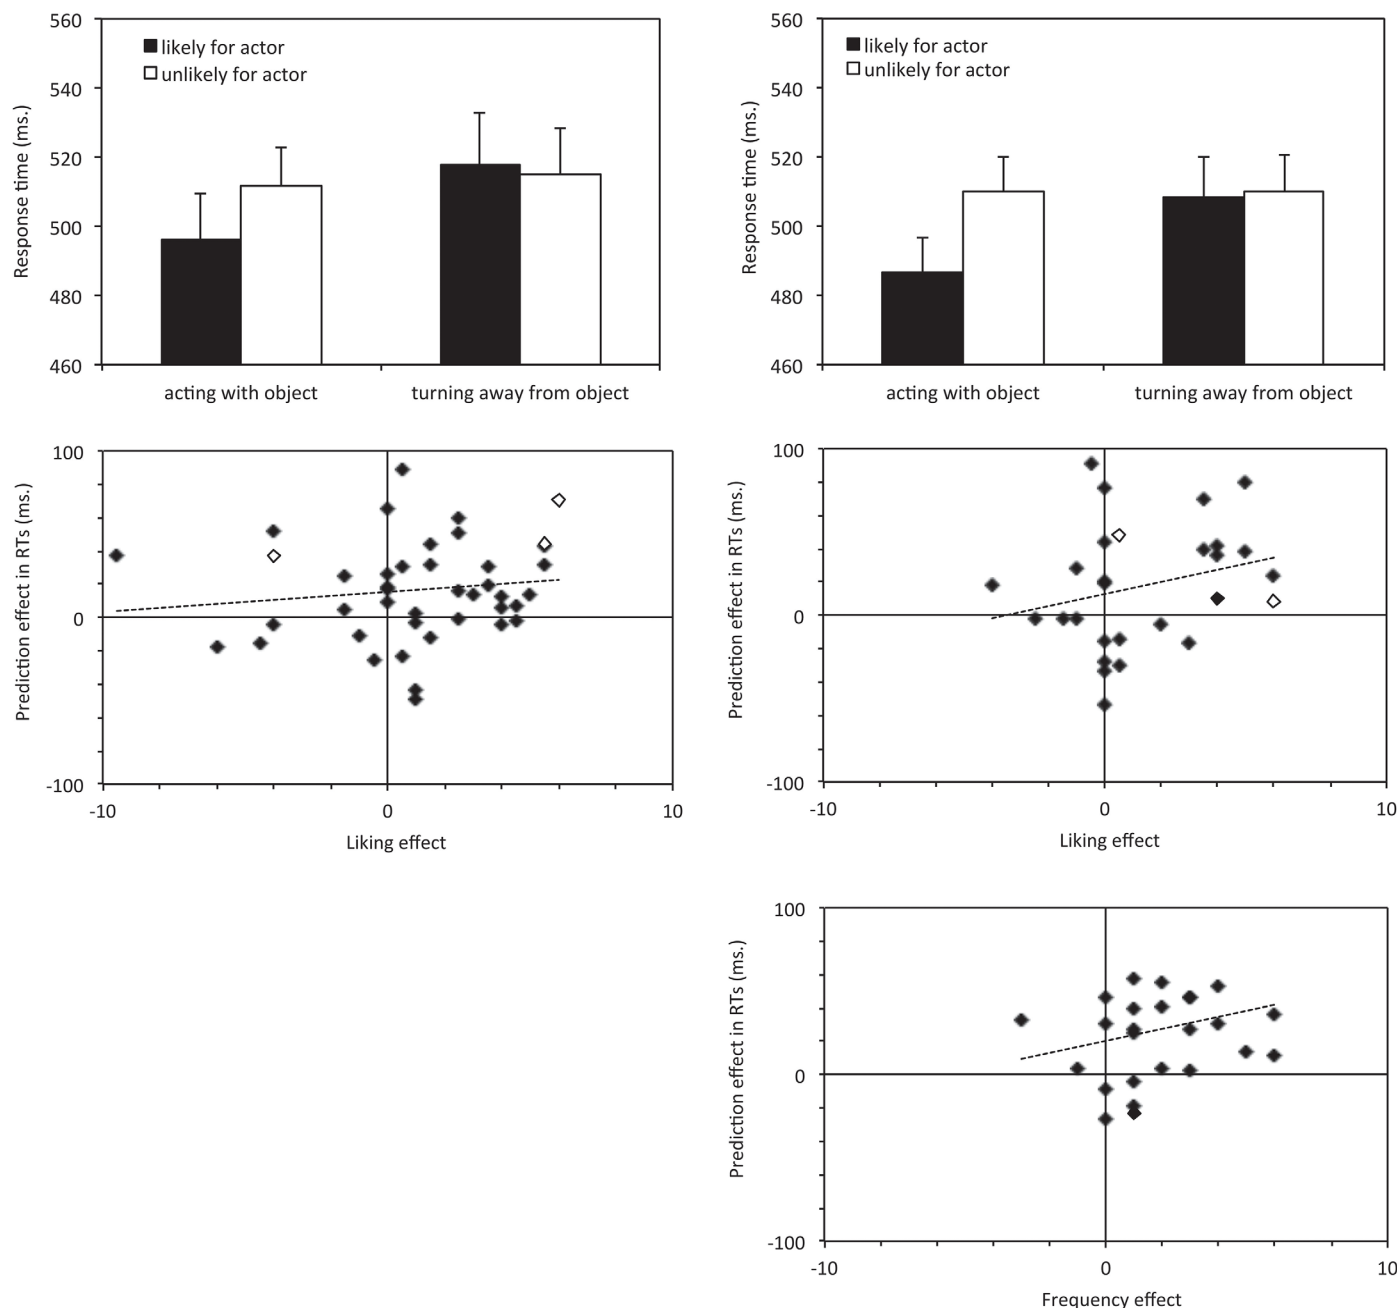 560
540
520
500
480
460
Response time (ms.)
likely for actor
unlikely for actor
acting with object
turning away from object
560
540
520
500
480
460
Response time (ms.)
likely for actor
unlikely for actor
acting with object
turning away from object
100
0
-100
Prediction effect in RTs (ms.)
-10
0
10
Liking effect
100
0
-100
Prediction effect in RTs (ms.)
-10
0
10
Liking effect
100
0
-100
Prediction effect in RTs (ms.)
-10
0
10
Frequency effect